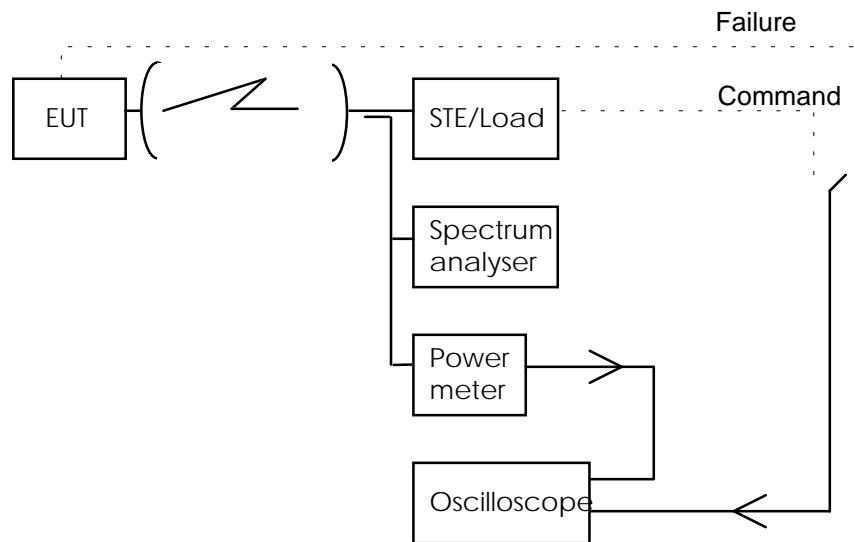 Failure
EUT
STE/Load
Command
Spectrum
analyser
Power
meter
Oscilloscope